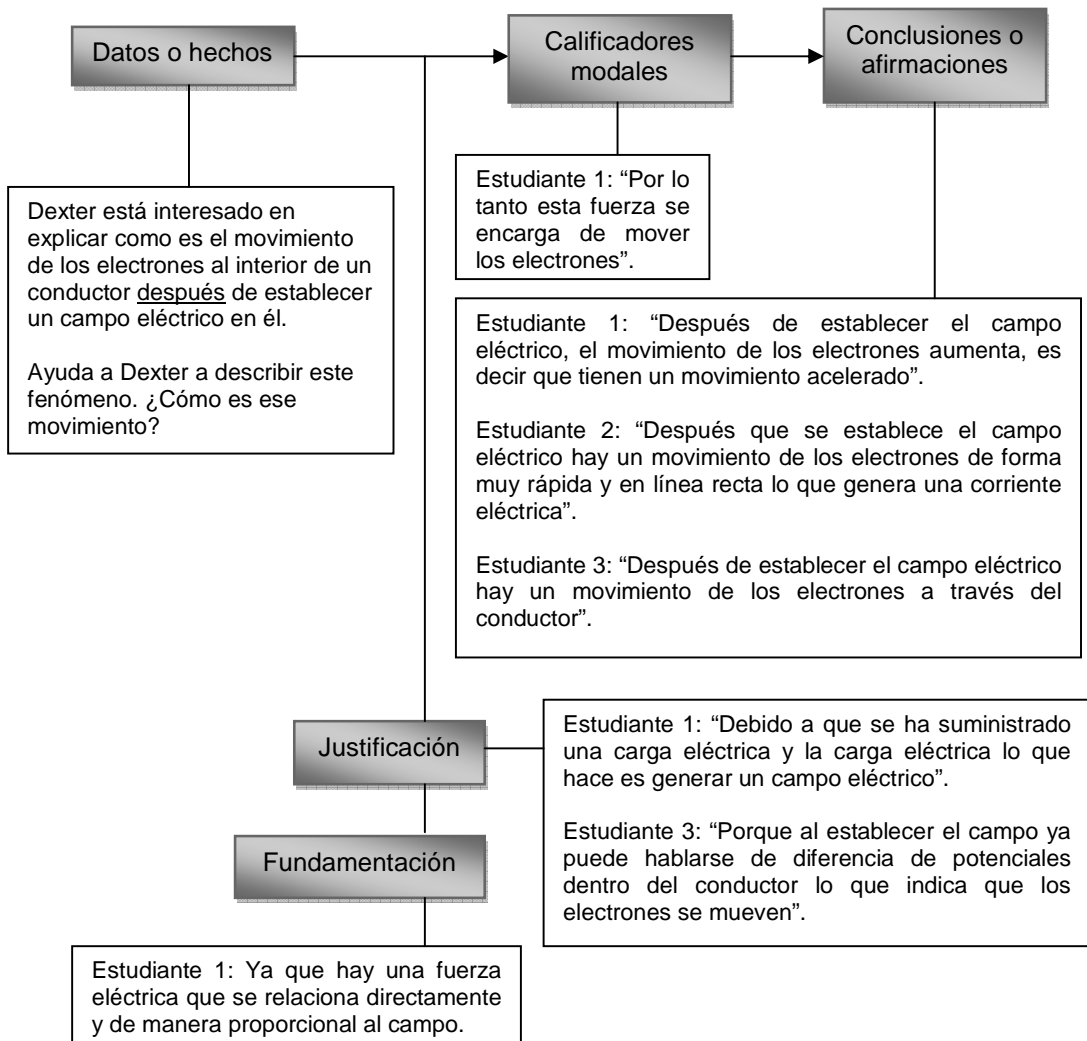 Datos o hechos
Calificadores
modales
Conclusiones o
afirmaciones
Dexter está interesado en
explicar como es el movimiento
de los electrones al interior de un
conductor después de establecer
un campo eléctrico en él.
Ayuda a Dexter a describir este
fenómeno. ¿Cómo es ese
movimiento?
Estudiante 1: “Por lo
tanto esta fuerza se
encarga de mover
los electrones”.
Estudiante 1: “Después de establecer el campo
eléctrico, el movimiento de los electrones aumenta, es
decir que tienen un movimiento acelerado”.
Estudiante 2: “Después que se establece el campo
eléctrico hay un movimiento de los electrones de forma
muy rápida y en línea recta lo que genera una corriente
eléctrica”.
Estudiante 3: “Después de establecer el campo eléctrico
hay un movimiento de los electrones a través del
conductor”.
Justificación
Estudiante 1: “Debido a que se ha suministrado
una carga eléctrica y la carga eléctrica lo que
hace es generar un campo eléctrico”.
Estudiante 3: “Porque al establecer el campo ya
puede hablarse de diferencia de potenciales
dentro del conductor lo que indica que los
electrones se mueven”.
Fundamentación
Estudiante 1: Ya que hay una fuerza
eléctrica que se relaciona directamente
y de manera proporcional al campo.